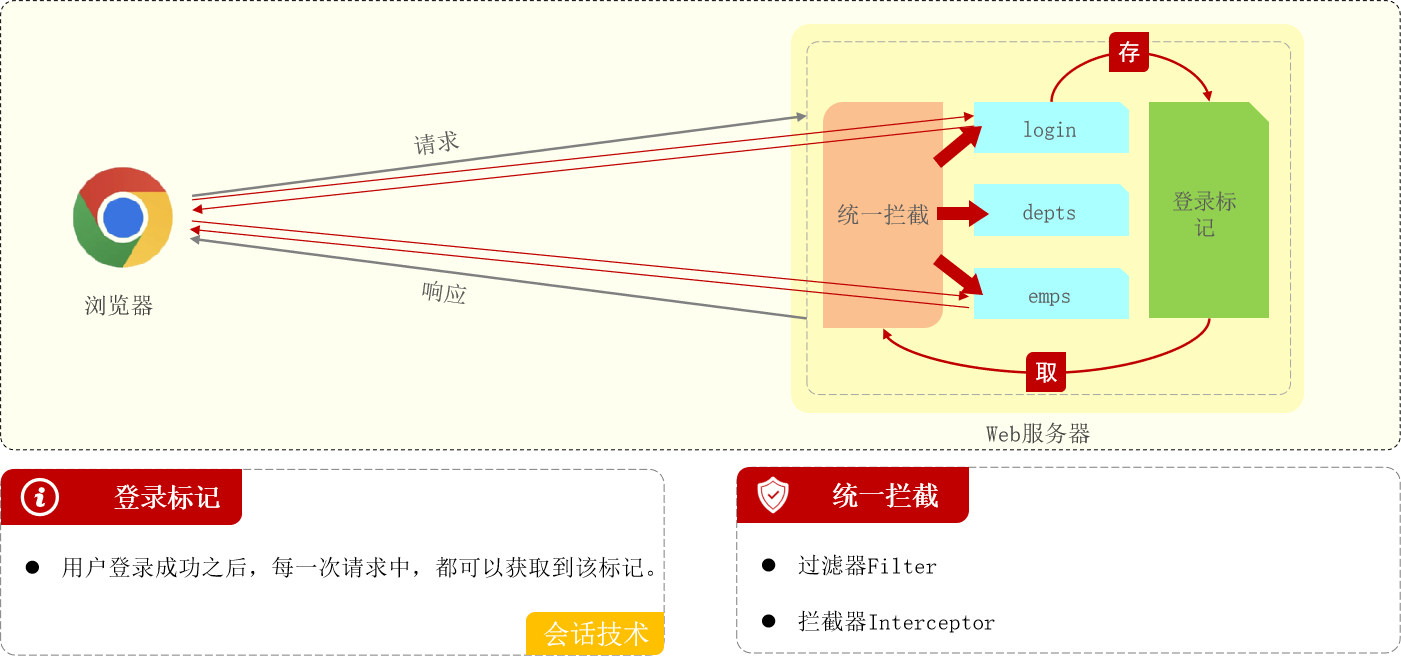 存
请求
login
统一拦截
depts
登录标
记
浏览器
响应
emps
取
Web服务器
登录标记
用户登录成功之后，每一次请求中，都可以获取到该标记。
会话技术
统一拦截
过滤器Filter
拦截器Interceptor